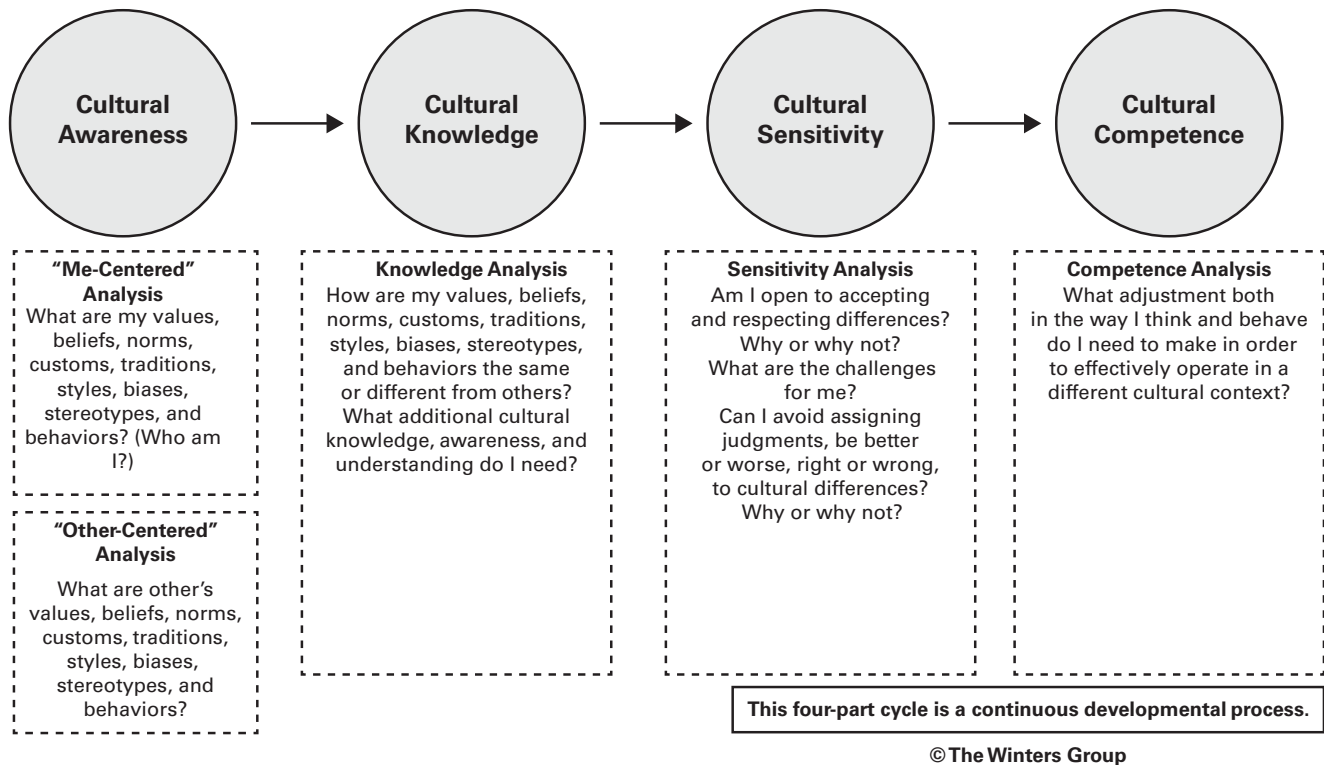 Cultural
Awareness
Cultural
Knowledge
Cultural
Sensitivity
Cultural
Competence
“Me-Centered”
Analysis
What are my values,
beliefs, norms,
customs, traditions,
styles, biases,
stereotypes, and
behaviors? (Who am
I?)
“Other-Centered”
Analysis
What are other’s
values, beliefs, norms,
customs, traditions,
styles, biases,
stereotypes, and
behaviors?
Knowledge Analysis
How are my values, beliefs,
norms, customs, traditions,
styles, biases, stereotypes,
and behaviors the same
or different from others?
What additional cultural
knowledge, awareness, and
understanding do I need?
Sensitivity Analysis
Am I open to accepting
and respecting differences?
Why or why not?
What are the challenges
for me?
Can I avoid assigning
judgments, be better
or worse, right or wrong,
to cultural differences?
Why or why not?
Competence Analysis
What adjustment both
in the way I think and behave
do I need to make in order
to effectively operate in a
different cultural context?
This four-part cycle is a continuous developmental process.
© The Winters Group